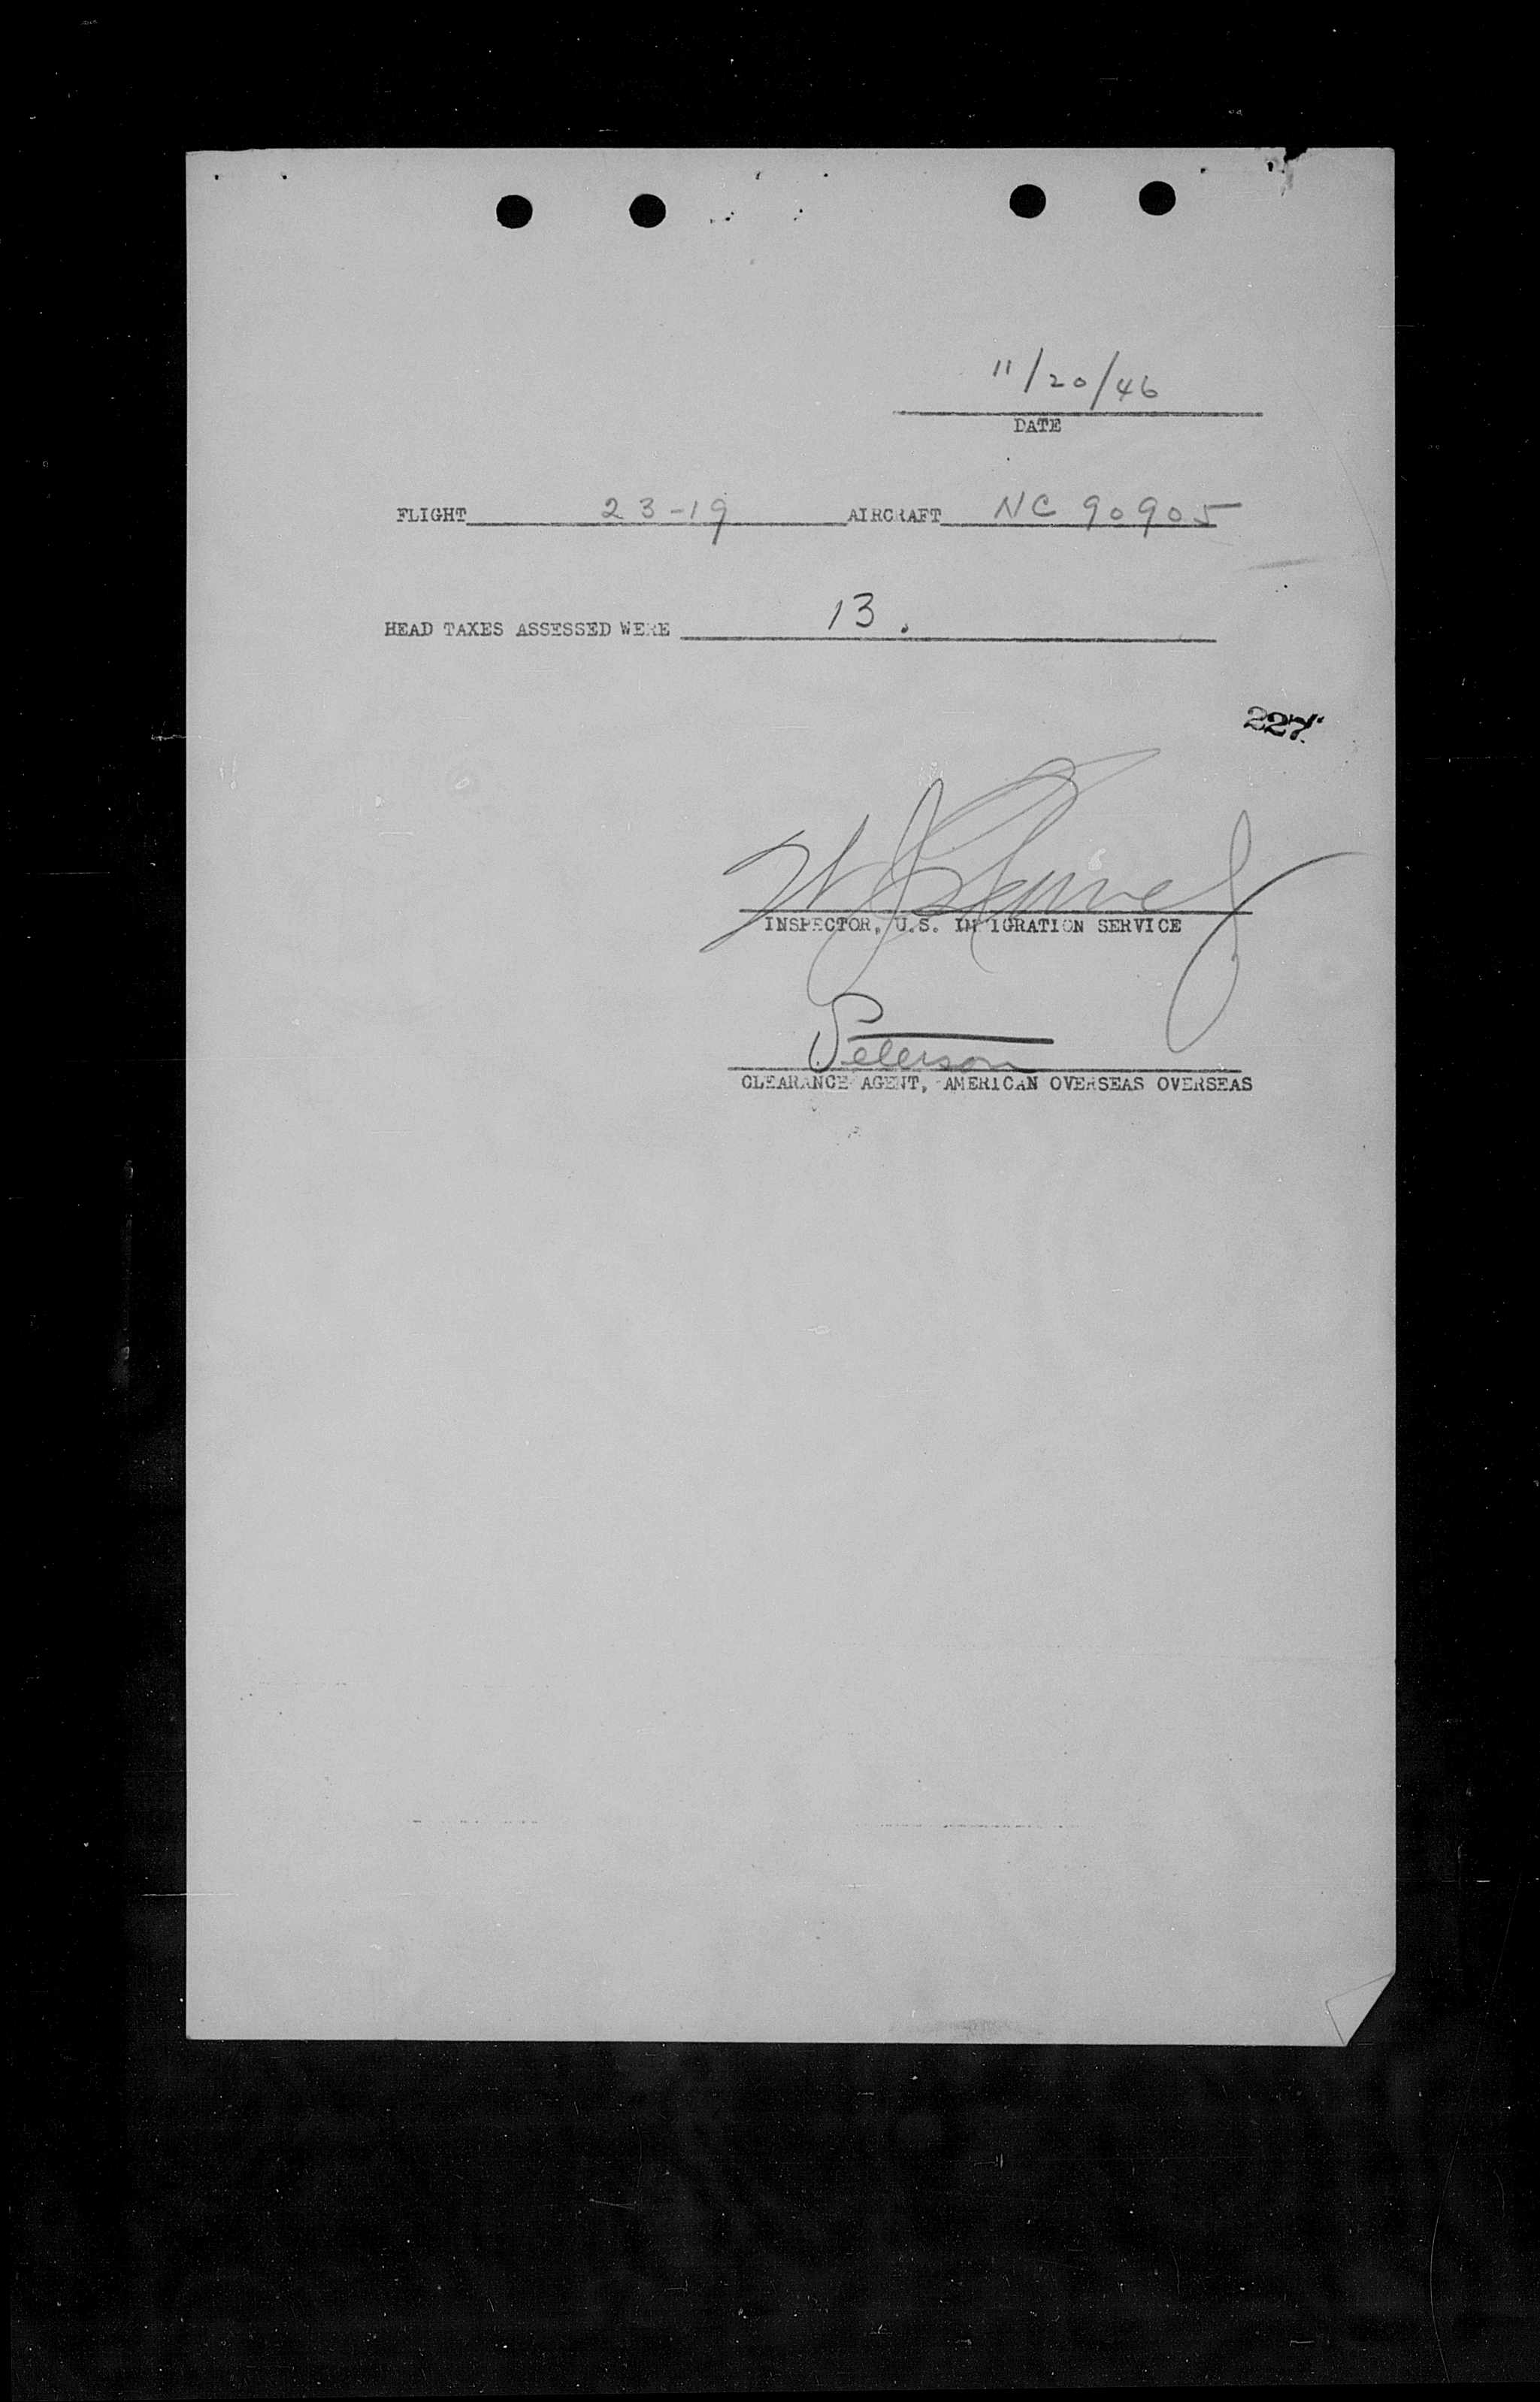 11/20/46
DATE
FLIGHT 23-19 AIRCRAFT NC 90905
HEAD TAXES ASSESSED WERE 13.
227
W J
INSPECTOR, U.S. IMMIGRATION SERVICE
Peterson
CLEARANCE AGENT, AMERICAN OVERSEAS OVERSEAS